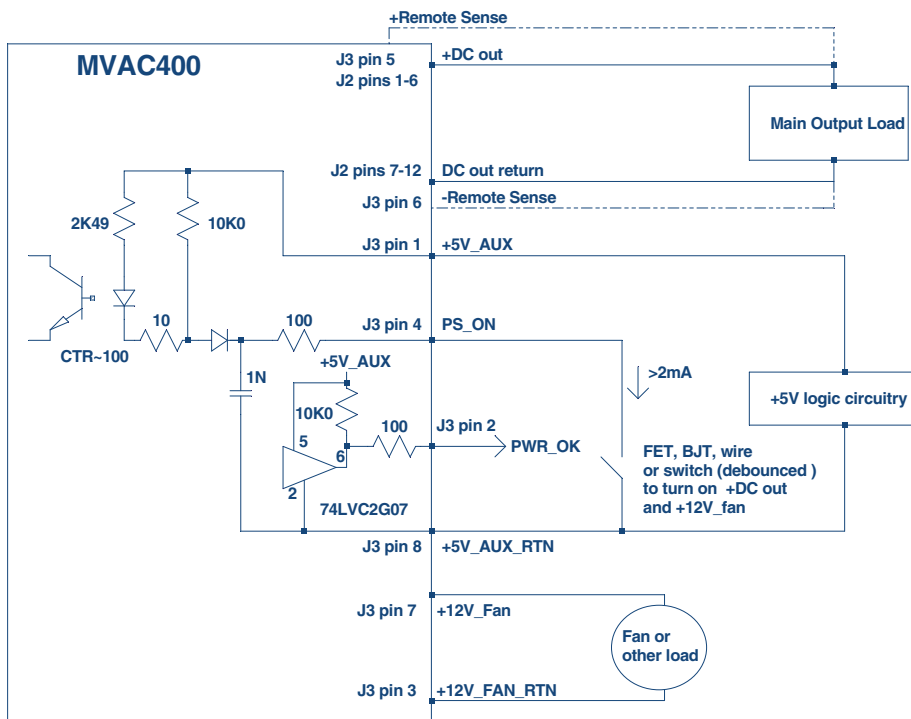 +Remote Sense
MVAC400
J3 pin 5
+DC out
J2 pins 1-6
Main Output Load
J2 pins 7-12
DC out return
J3 pin 6
-Remote Sense
2K49
10K0
J3 pin 1
+5V_AUX
10
100
J3 pin 4
PS_ON
CTR~100
+5V_AUX
1N
>2mA
10K0
+5V logic circuitry
5
100
J3 pin 2
6
PWR_OK
2
FET, BJT, wire
or switch (debounced )
to turn on +DC out
and +12V_fan
74LVC2G07
J3 pin 8
+5V_AUX_RTN
J3 pin 7
+12V_Fan
Fan or
other load
J3 pin 3
+12V_FAN_RTN